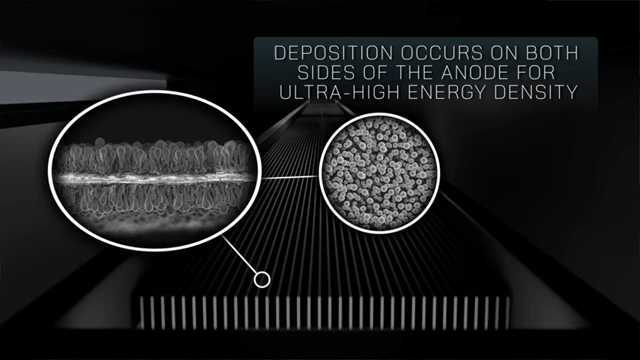 DEPOSITION OCCURS ON BOTH
SIDES OF THE ANODE FOR
ULTRA-HIGH ENERGY DENSITY